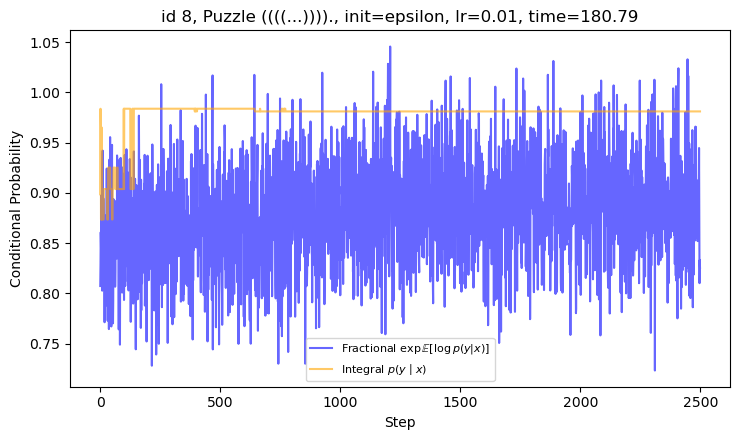 id 8, Puzzle ((((...))))., init=epsilon, lr=0.01, time=180.79
Conditional Probability
1.05
1.00
0.95
0.90
0.85
0.80
0.75
Fractional exp 𝔼[log p(y|x)]
Integral p(y | x)
0
500
1000
1500
2000
2500
Step